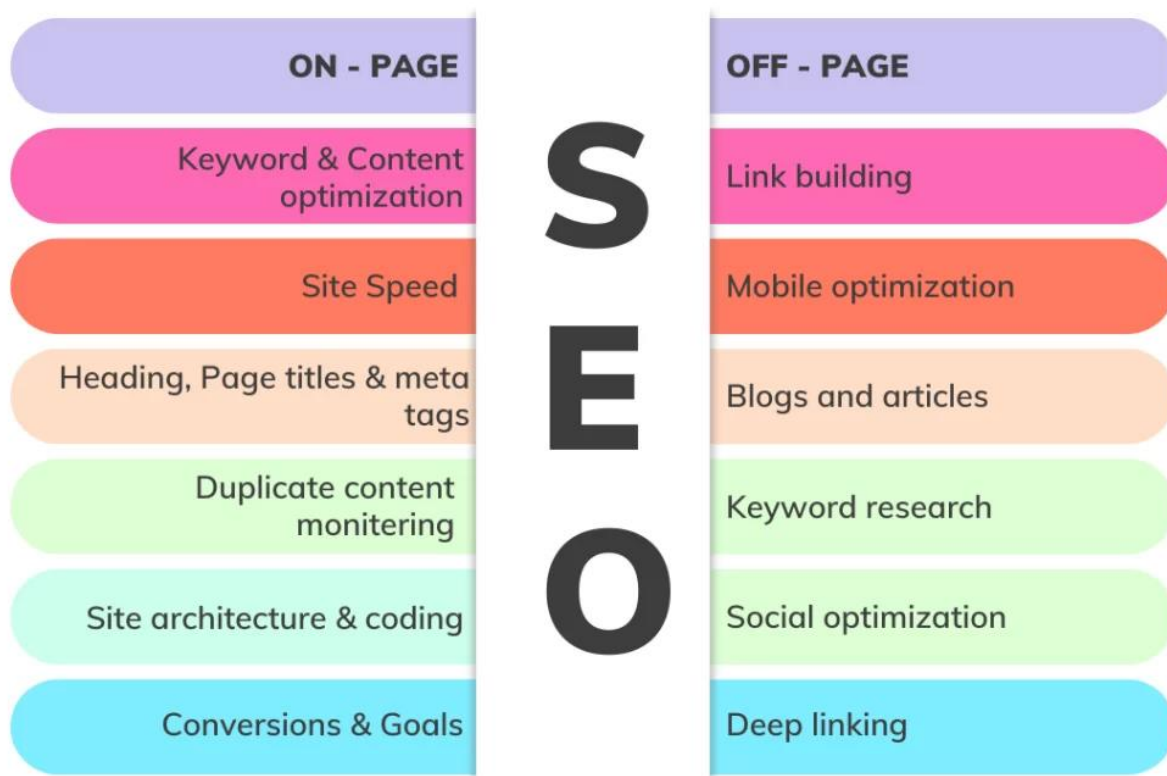 ON - PAGE
Keyword & Content
optimization
Site Speed
Heading, Page titles & meta
tags
Duplicate content
monitering
Site architecture & coding
Conversions & Goals
S
E
O
OFF - PAGE
Link building
Mobile optimization
Blogs and articles
Keyword research
Social optimization
Deep linking